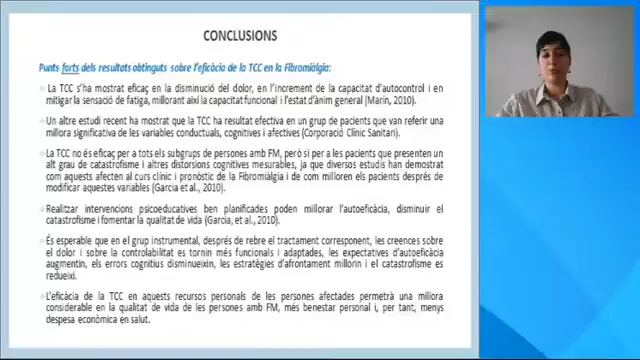 CONCLUSIONS
Punts forts dels resultats obtinguts sobre l'eficàcia de la TCC en la Fibromiàlgia:
La TCC s'ha mostrat eficaç en la disminució del dolor, en l'increment de la capacitat d'autocontrol i en
mitigar la sensació de fatiga, millorant així la capacitat funcional i l'estat d'ànim general (Marin, 2010).
Un altre estudi recent ha mostrat que la TCC ha resultat efectiva en un grup de pacients que van referir una
millora significativa de les variables conductuals, cognitives i afectives (Corporació Clínic Sanitari).
La TCC no és eficaç per a tots els subgrups de persones amb FM, però si per a les pacients que presenten un
alt grau de catastrofisme i altres distorsions cognitives mesurables, ja que diversos estudis han demostrat
com aquests afecten al curs clínic i pronòstic de la Fibromiàlgia i de com milloren els pacients després de
modificar aquestes variables (Garcia et al., 2010).
Realitzar intervencions psicoeducatives ben planificades poden millorar l'autoeficàcia, disminuir el
catastrofisme i fomentar la qualitat de vida (Garcia, et al., 2010).
És esperable que en el grup instrumental, després de rebre el tractament corresponent, les creences sobre
el dolor i sobre la controlabilitat es tornin més funcionals i adaptades, les expectatives d'autoeficàcia
augmentin, els errors cognitius disminueixin, les estratègies d'afrontament millorin i el catastrofisme es
redueixi.
L'eficàcia de la TCC en aquests recursos personals de les persones afectades permetrà una millora
considerable en la qualitat de vida de les persones amb FM, més benestar personal i, per tant, menys
despesa econòmica en salut.